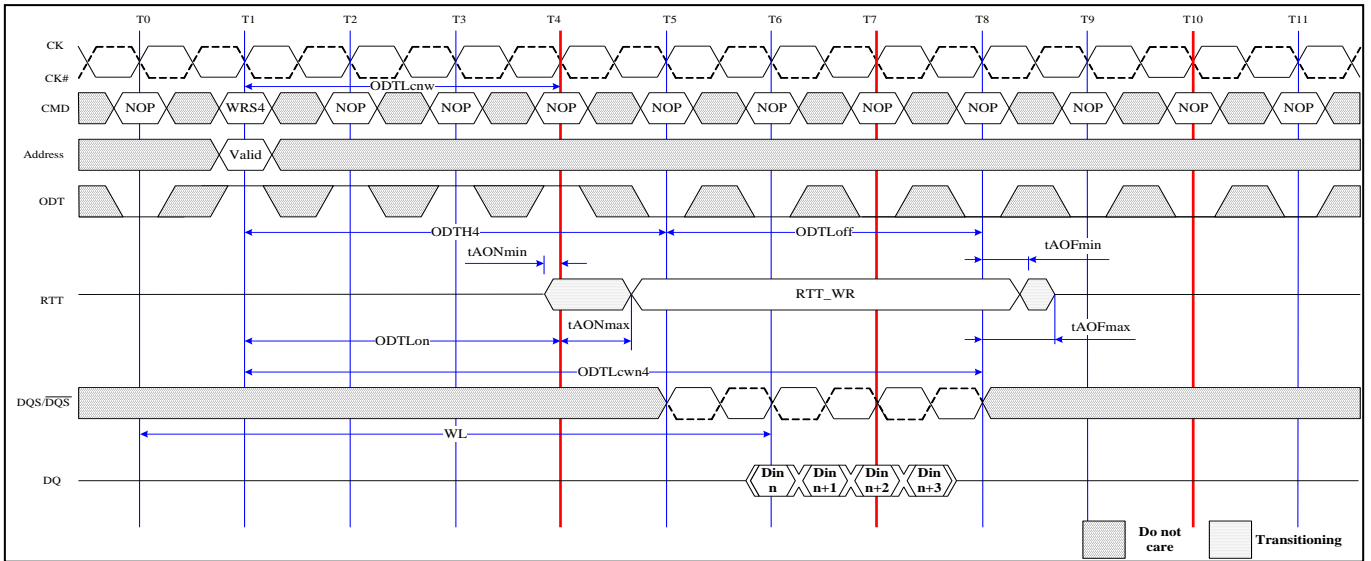 T0 T1 T2 T3 T4 T5 T6 T7 T8 T9 T10 T11
CK
CK#
ODTLcnw
CMD NOP WRS4 NOP NOP NOP NOP NOP NOP NOP NOP NOP NOP
Address Valid
ODT
ODTH4 ODTLoff
tAONmin tAOFmin
RTT RTT_WR
tAONmax tAOFmax
ODTLon
ODTLcwn4
DQS/DQS
WL
DQ Din n Din n+1 Din n+2 Din n+3
Do not care Transitioning